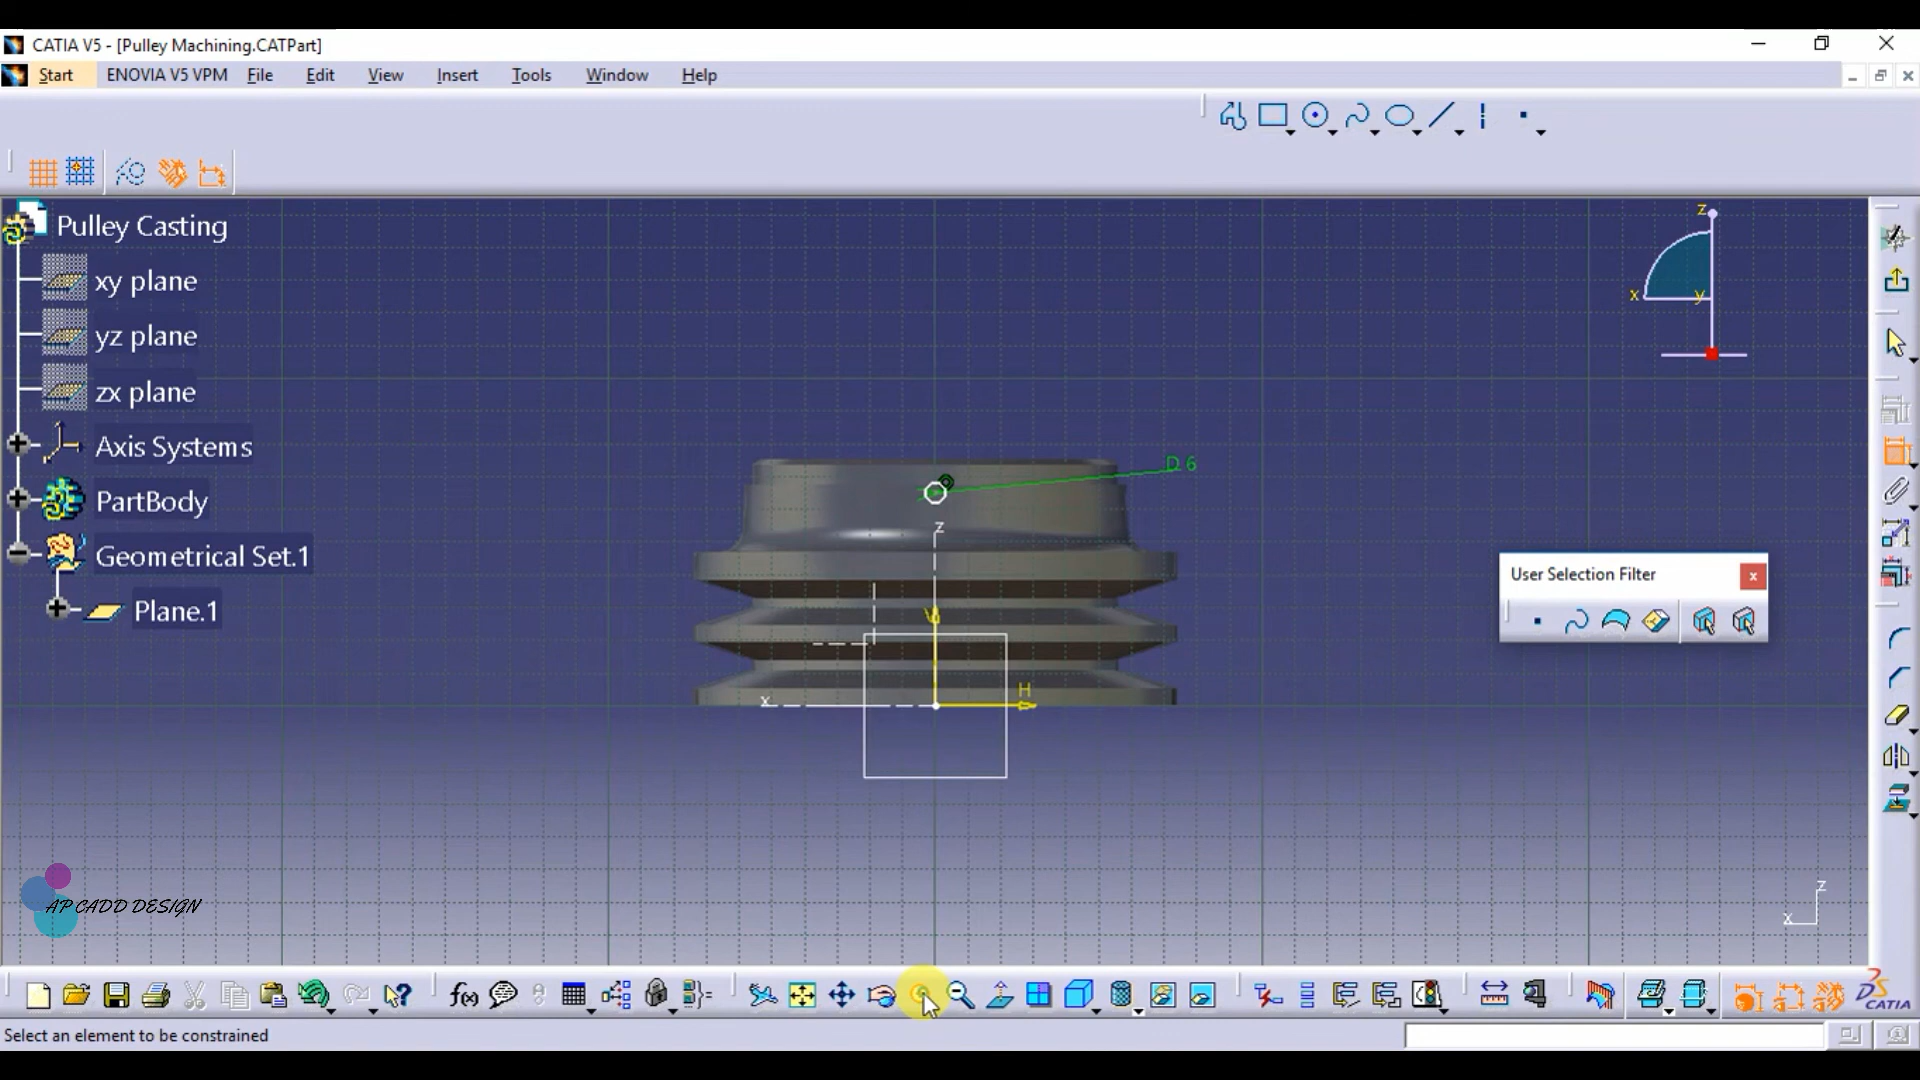 CATIA V5 - [Pulley Machining.CATPart]
Start ENOVIA V5 VPM File Edit View Insert Tools Window Help
Pulley Casting
xy plane
yz plane
zx plane
Axis Systems
PartBody
Geometrical Set.1
Plane.1
z
x y
D 6
z
V
H
x
User Selection Filter
x
AP CADD DESIGN
z
x
f(x)
CATIA
Select an element to be constrained